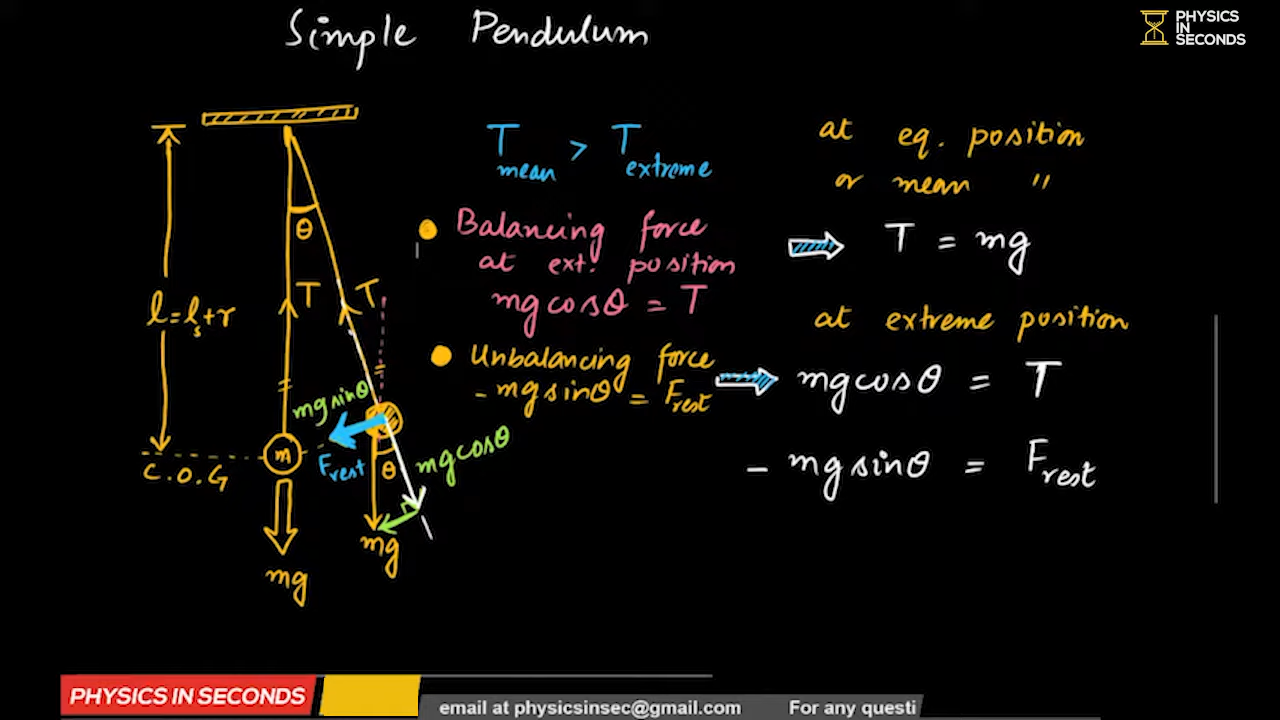 Simple Pendulum
PHYSICS
IN
SECONDS
T mean > T extreme
at eq. position
or mean "
θ
Balancing force
at ext. position
mg cosθ = T
T = mg
T
T
l = ls + r
at extreme position
Unbalancing force
- mg sinθ = Frest
mg cosθ = T
mg sinθ
m
Frest
θ
mg cosθ
C.O.G
- mg sinθ = Frest
mg
mg
PHYSICS IN SECONDS
email at physicsinsec@gmail.com For any questi